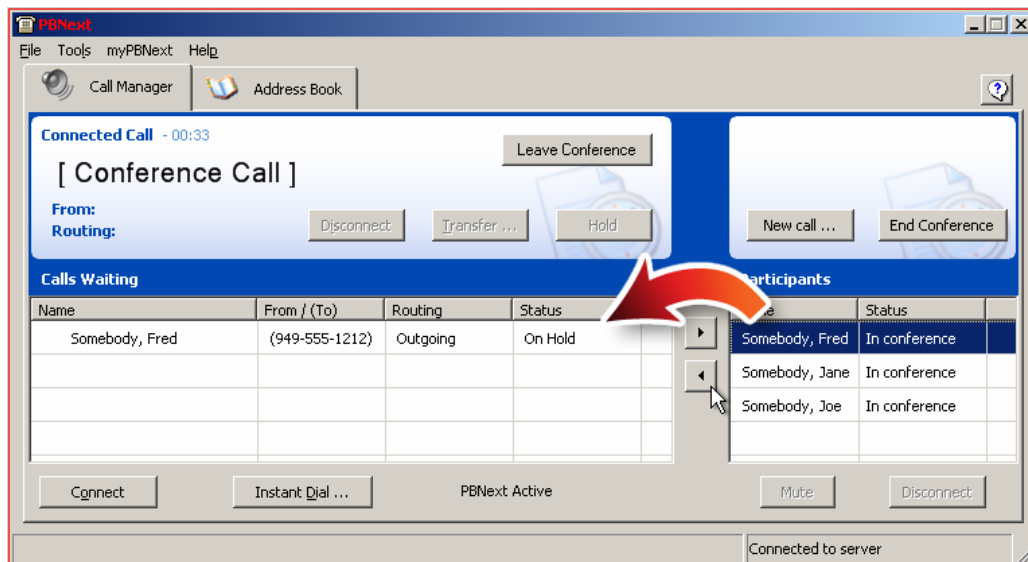 PBNext
File Tools myPBNext Help
Call Manager Address Book
Connected Call - 00:33
[ Conference Call ]
Leave Conference
From:
Routing:
Disconnect Transfer ... Hold
New call ... End Conference
Calls Waiting
Participants
Name From / (To) Routing Status
Status
Somebody, Fred (949-555-1212) Outgoing On Hold
Somebody, Fred In conference
Somebody, Jane In conference
Somebody, Joe In conference
Connect Instant Dial ... PBNext Active Mute Disconnect
Connected to server